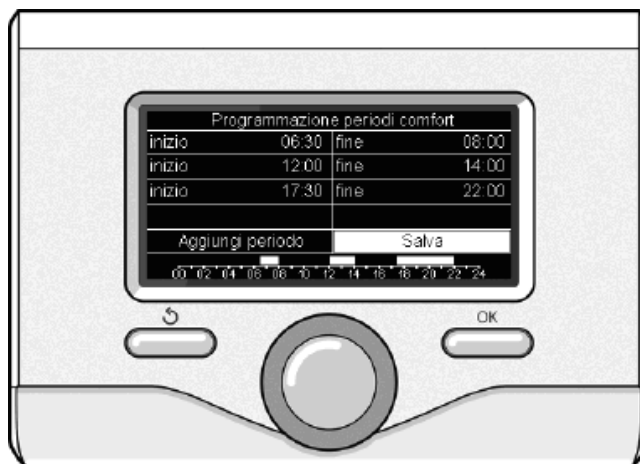 Programmazione periodi comfort
inizio 06:30 fine 08:00
inizio 12:00 fine 14:00
inizio 17:30 fine 22:00
Aggiungi periodo Salva
00 02 04 06 08 10 12 14 16 18 20 22 24
OK